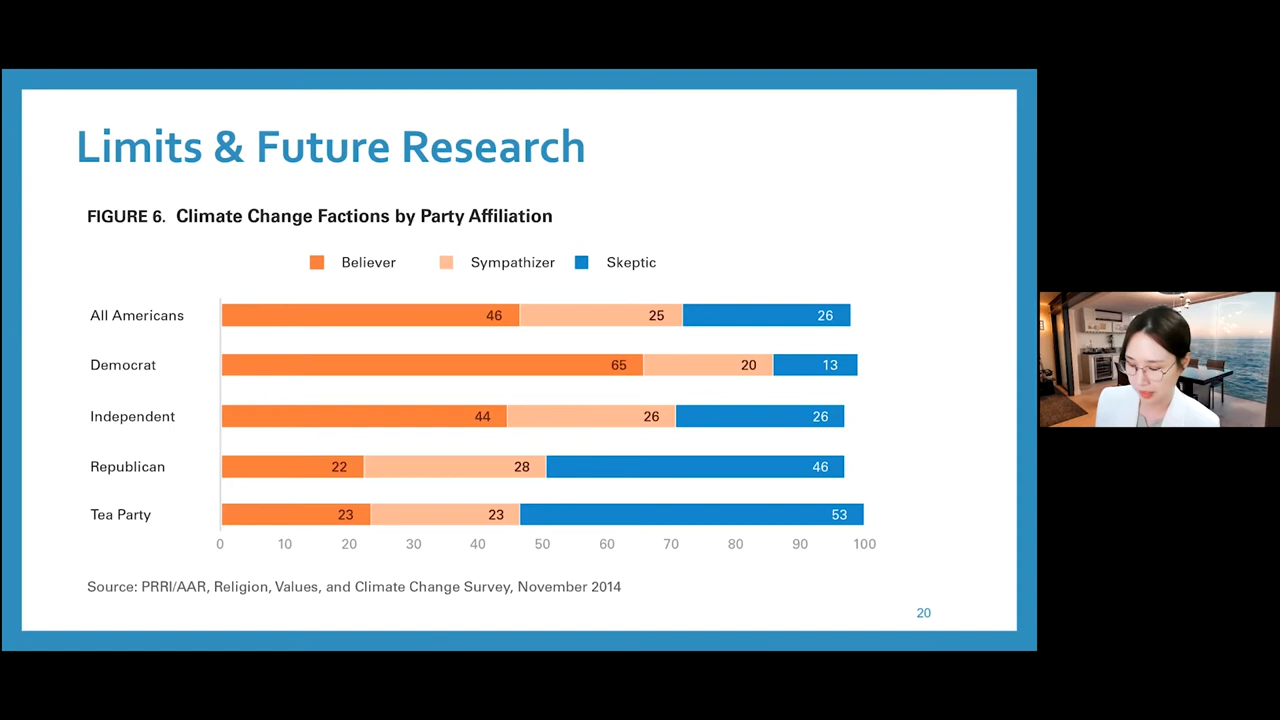 Limits & Future Research
FIGURE 6. Climate Change Factions by Party Affiliation
Believer Sympathizer Skeptic
All Americans 46 25 26
Democrat 65 20 13
Independent 44 26 26
Republican 22 28 46
Tea Party 23 23 53
0 10 20 30 40 50 60 70 80 90 100
Source: PRRI/AAR, Religion, Values, and Climate Change Survey, November 2014
20